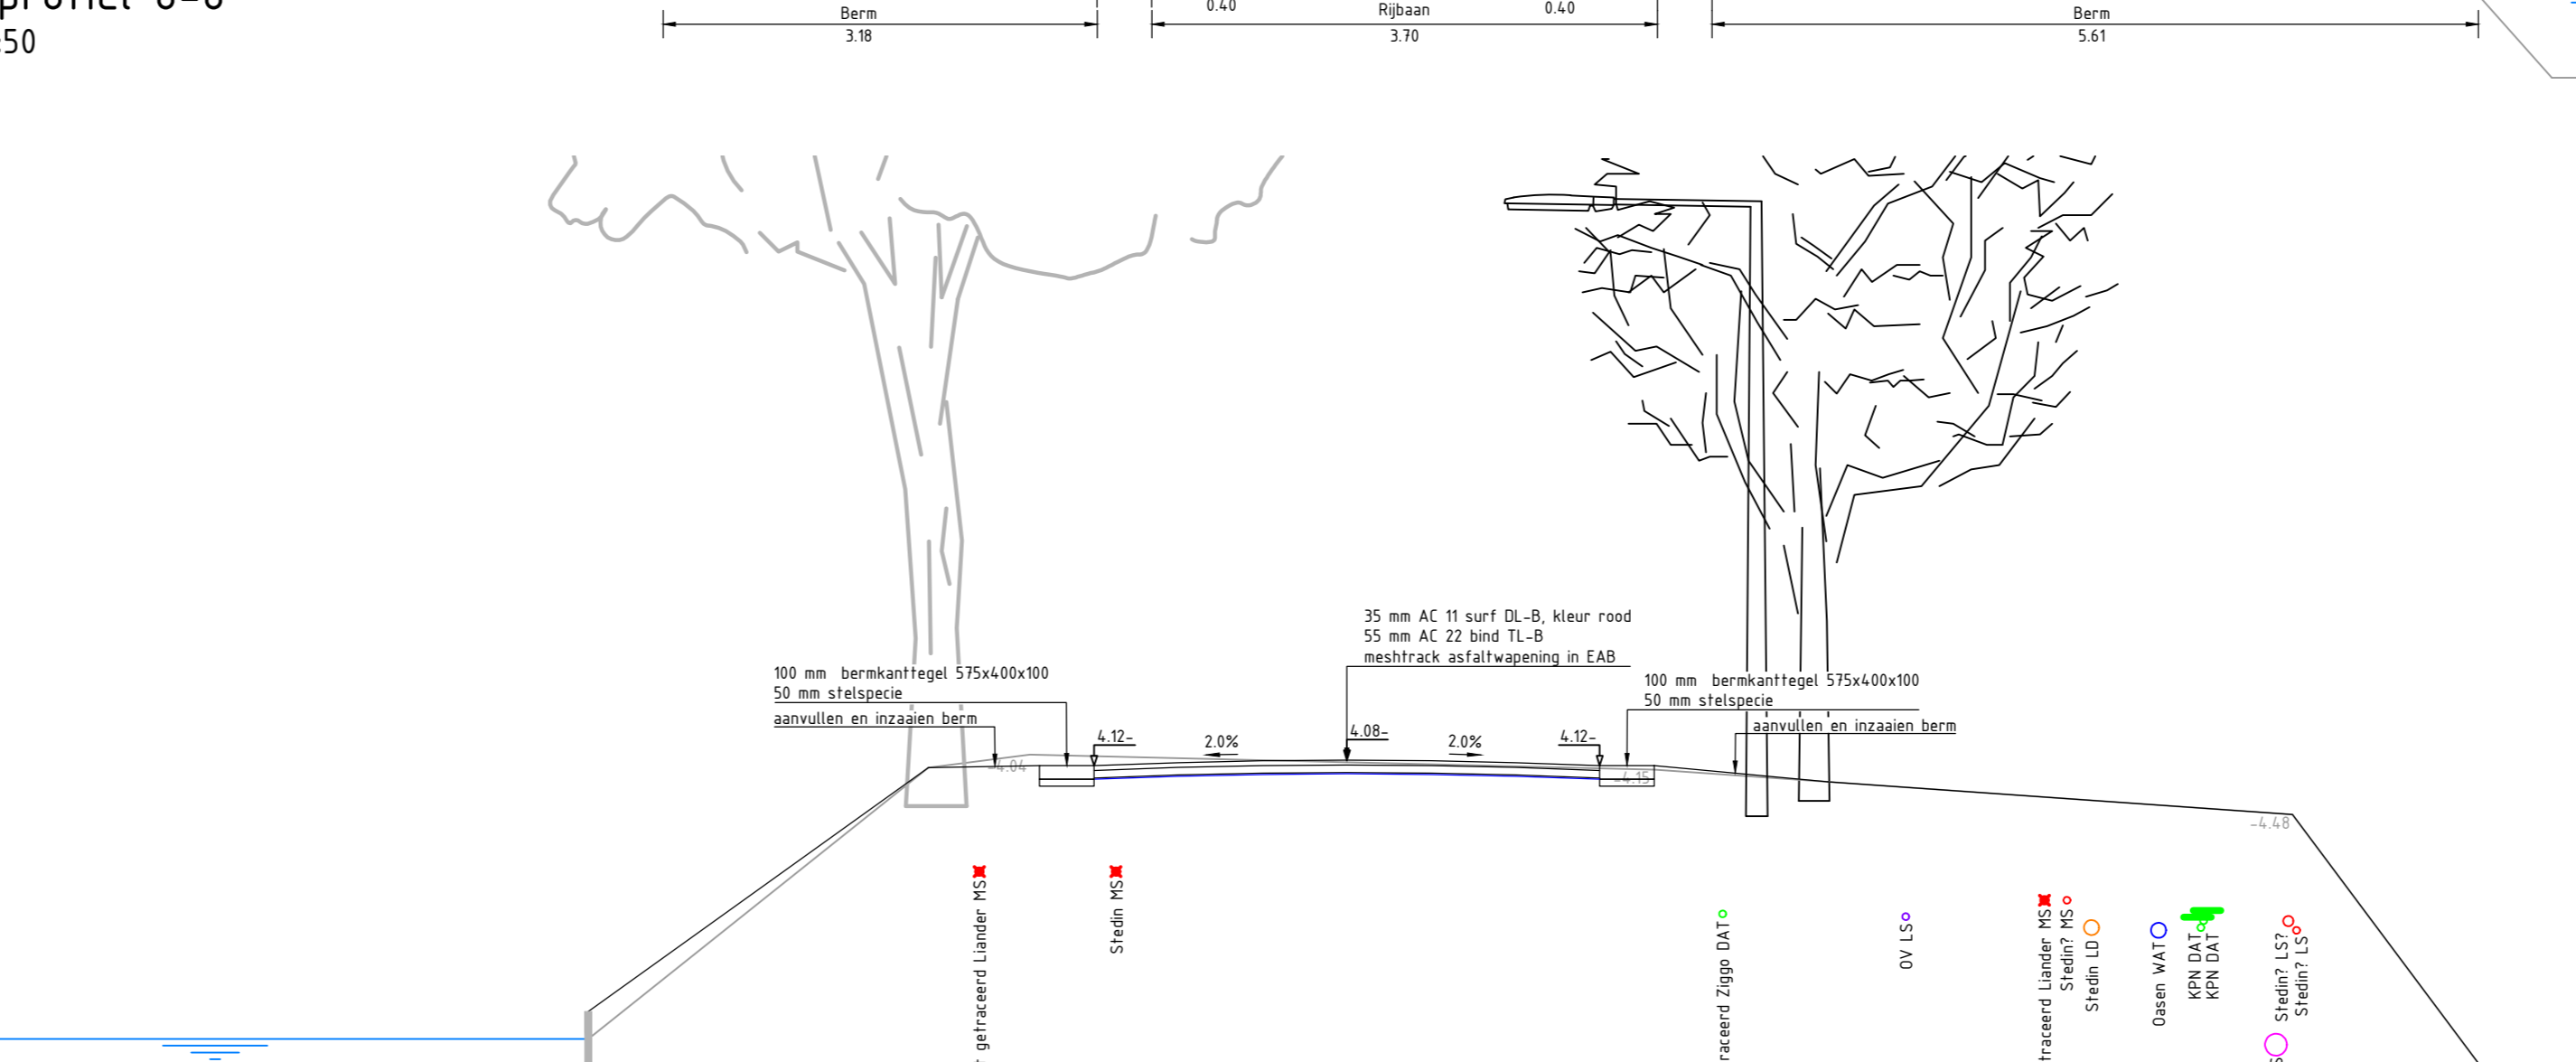 :50
Berm
3.18
0.40
Rijbaan
0.40
3.70
Berm
5.61
35 mm AC 11 surf DL-B, kleur rood
55 mm AC 22 bind TL-B
meshtrack asfaltwapening in EAB
100 mm bermkanttegel 575x400x100
50 mm stelspecie
aanvullen en inzaaien berm
100 mm bermkanttegel 575x400x100
50 mm stelspecie
aanvullen en inzaaien berm
4.12-
2.0%
4.08-
2.0%
4.12-
-4.04
-4.15
-4.48
getraceerd Liander MS
Stedin MS
raceerd Ziggo DAT
OV LS
traceerd Liander MS
Stedin? MS
Stedin LD
Oasen WAT
KPN DAT
KPN DAT
Stedin? LS?
Stedin? LS